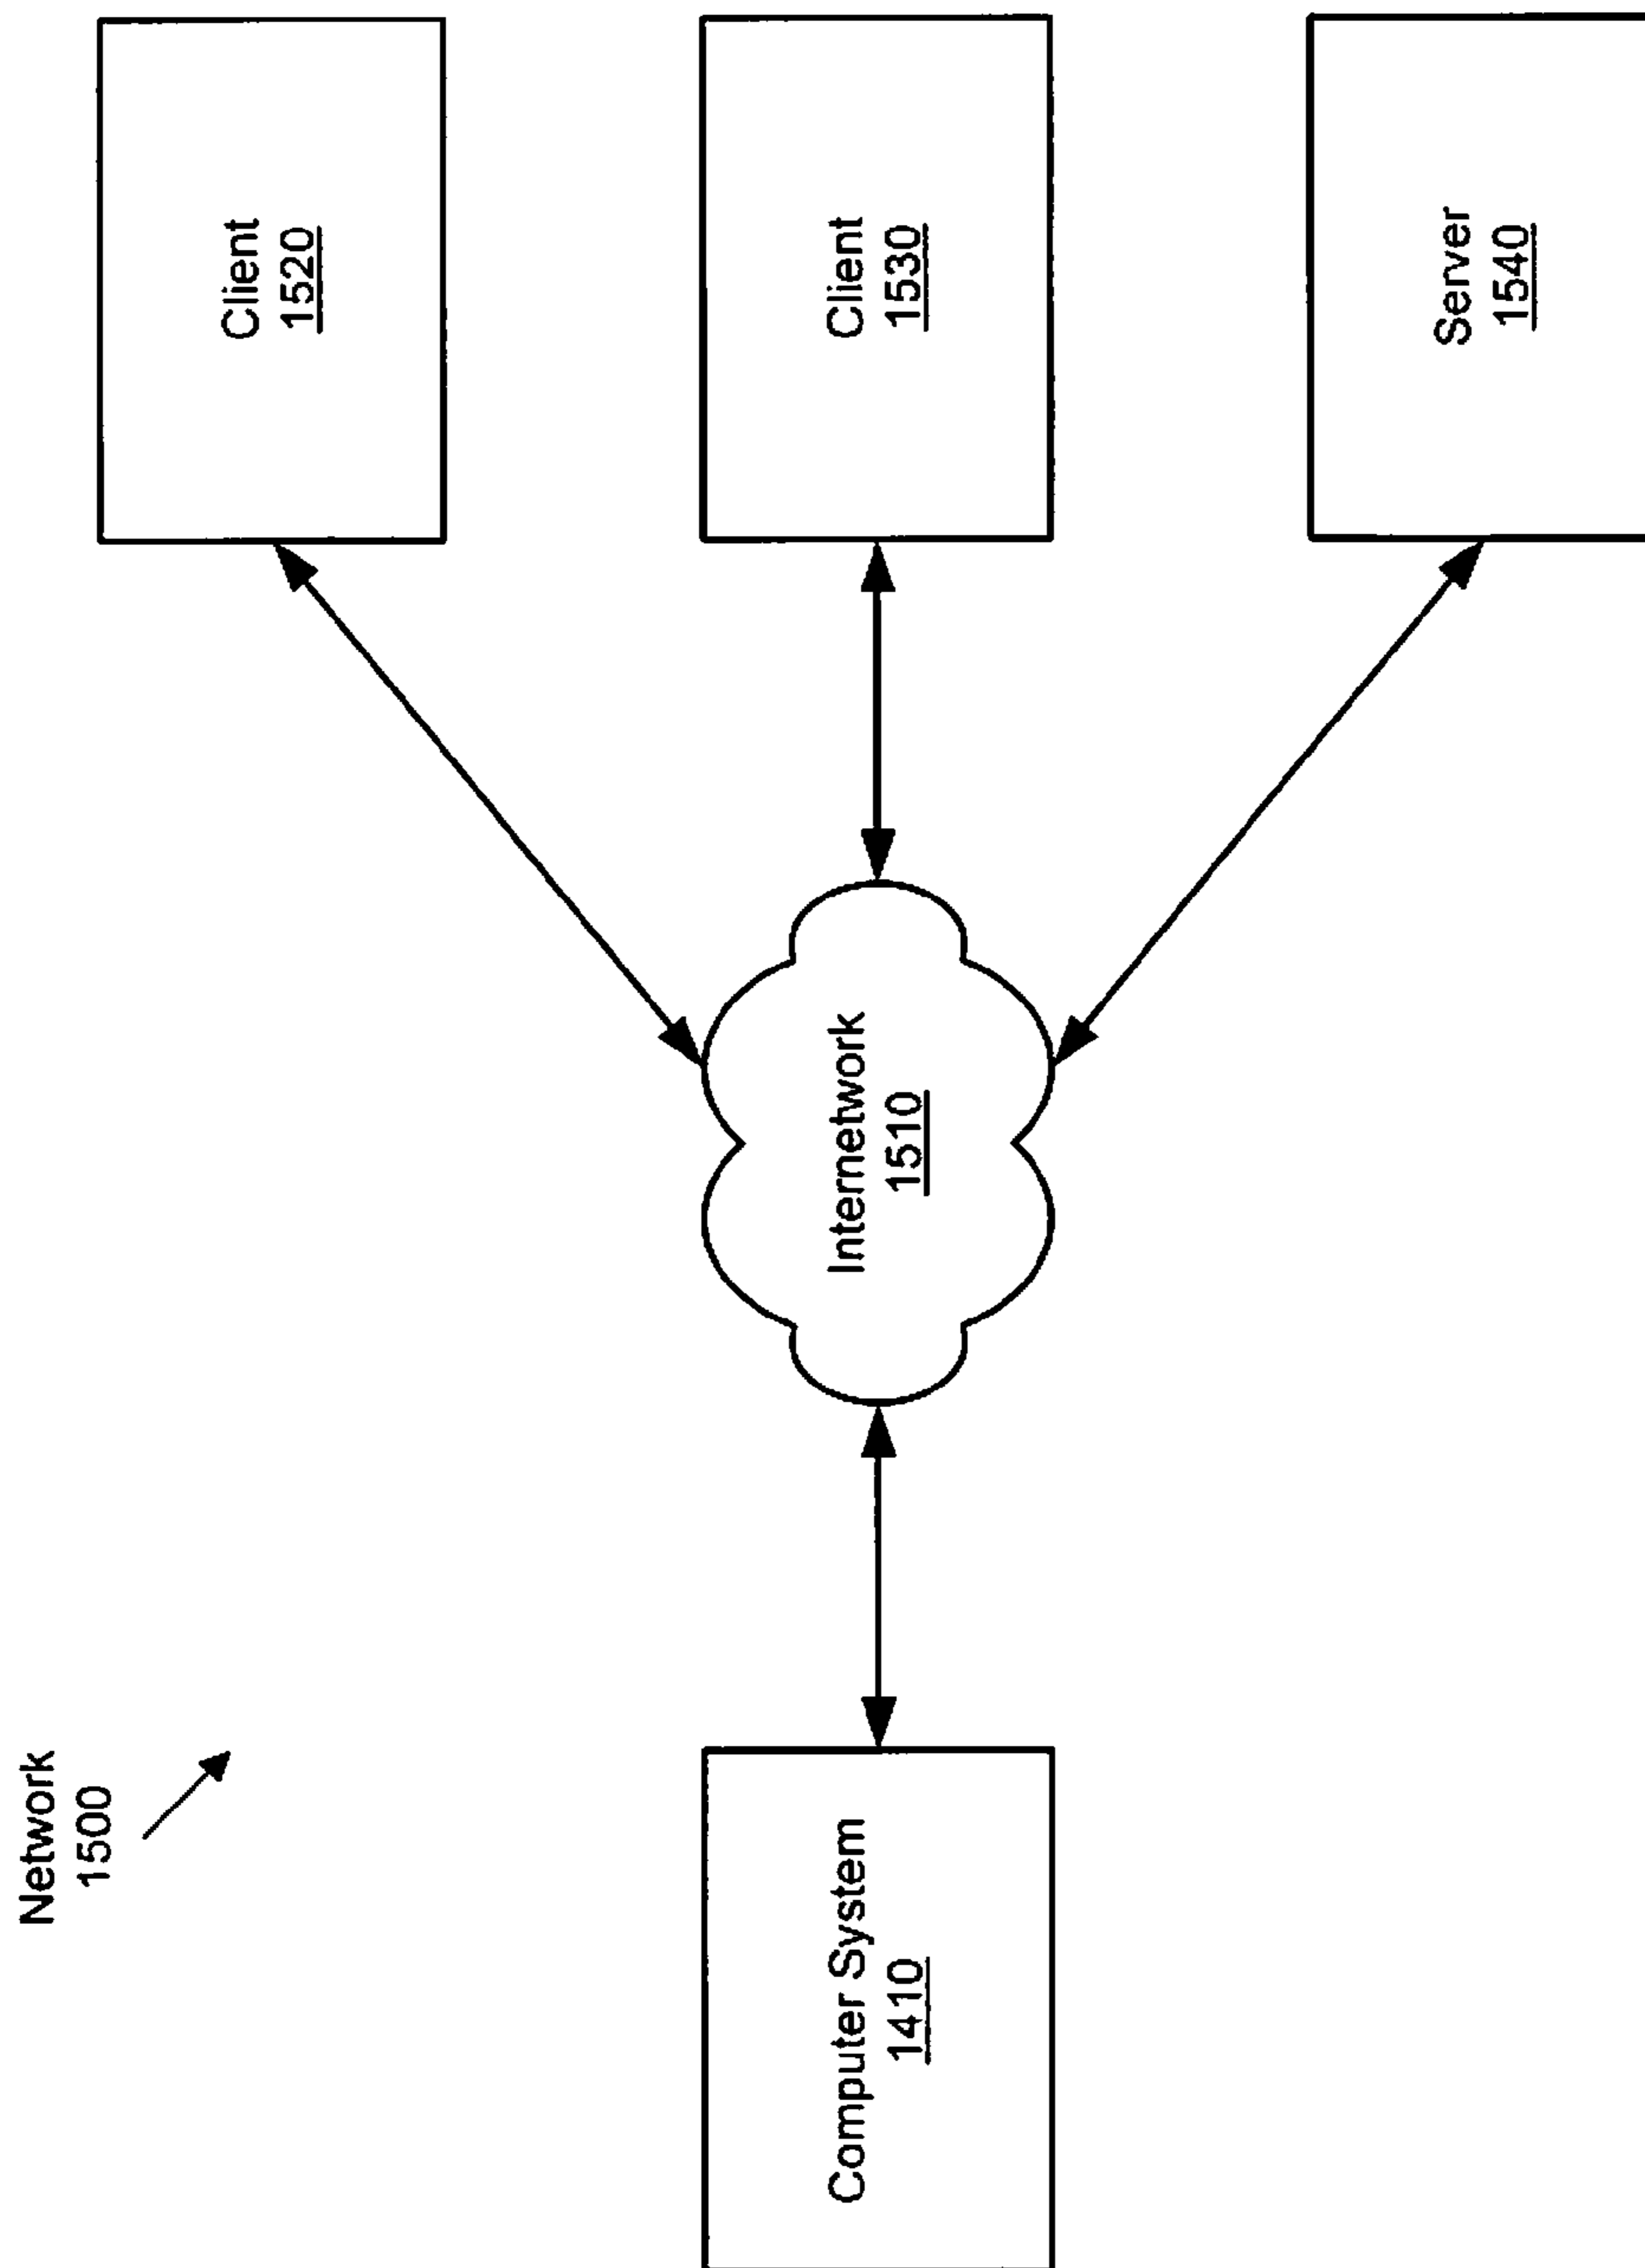 Network
1500
Client
1520
Computer System
1410
Internetwork
1510
Client
1530
Server
1540